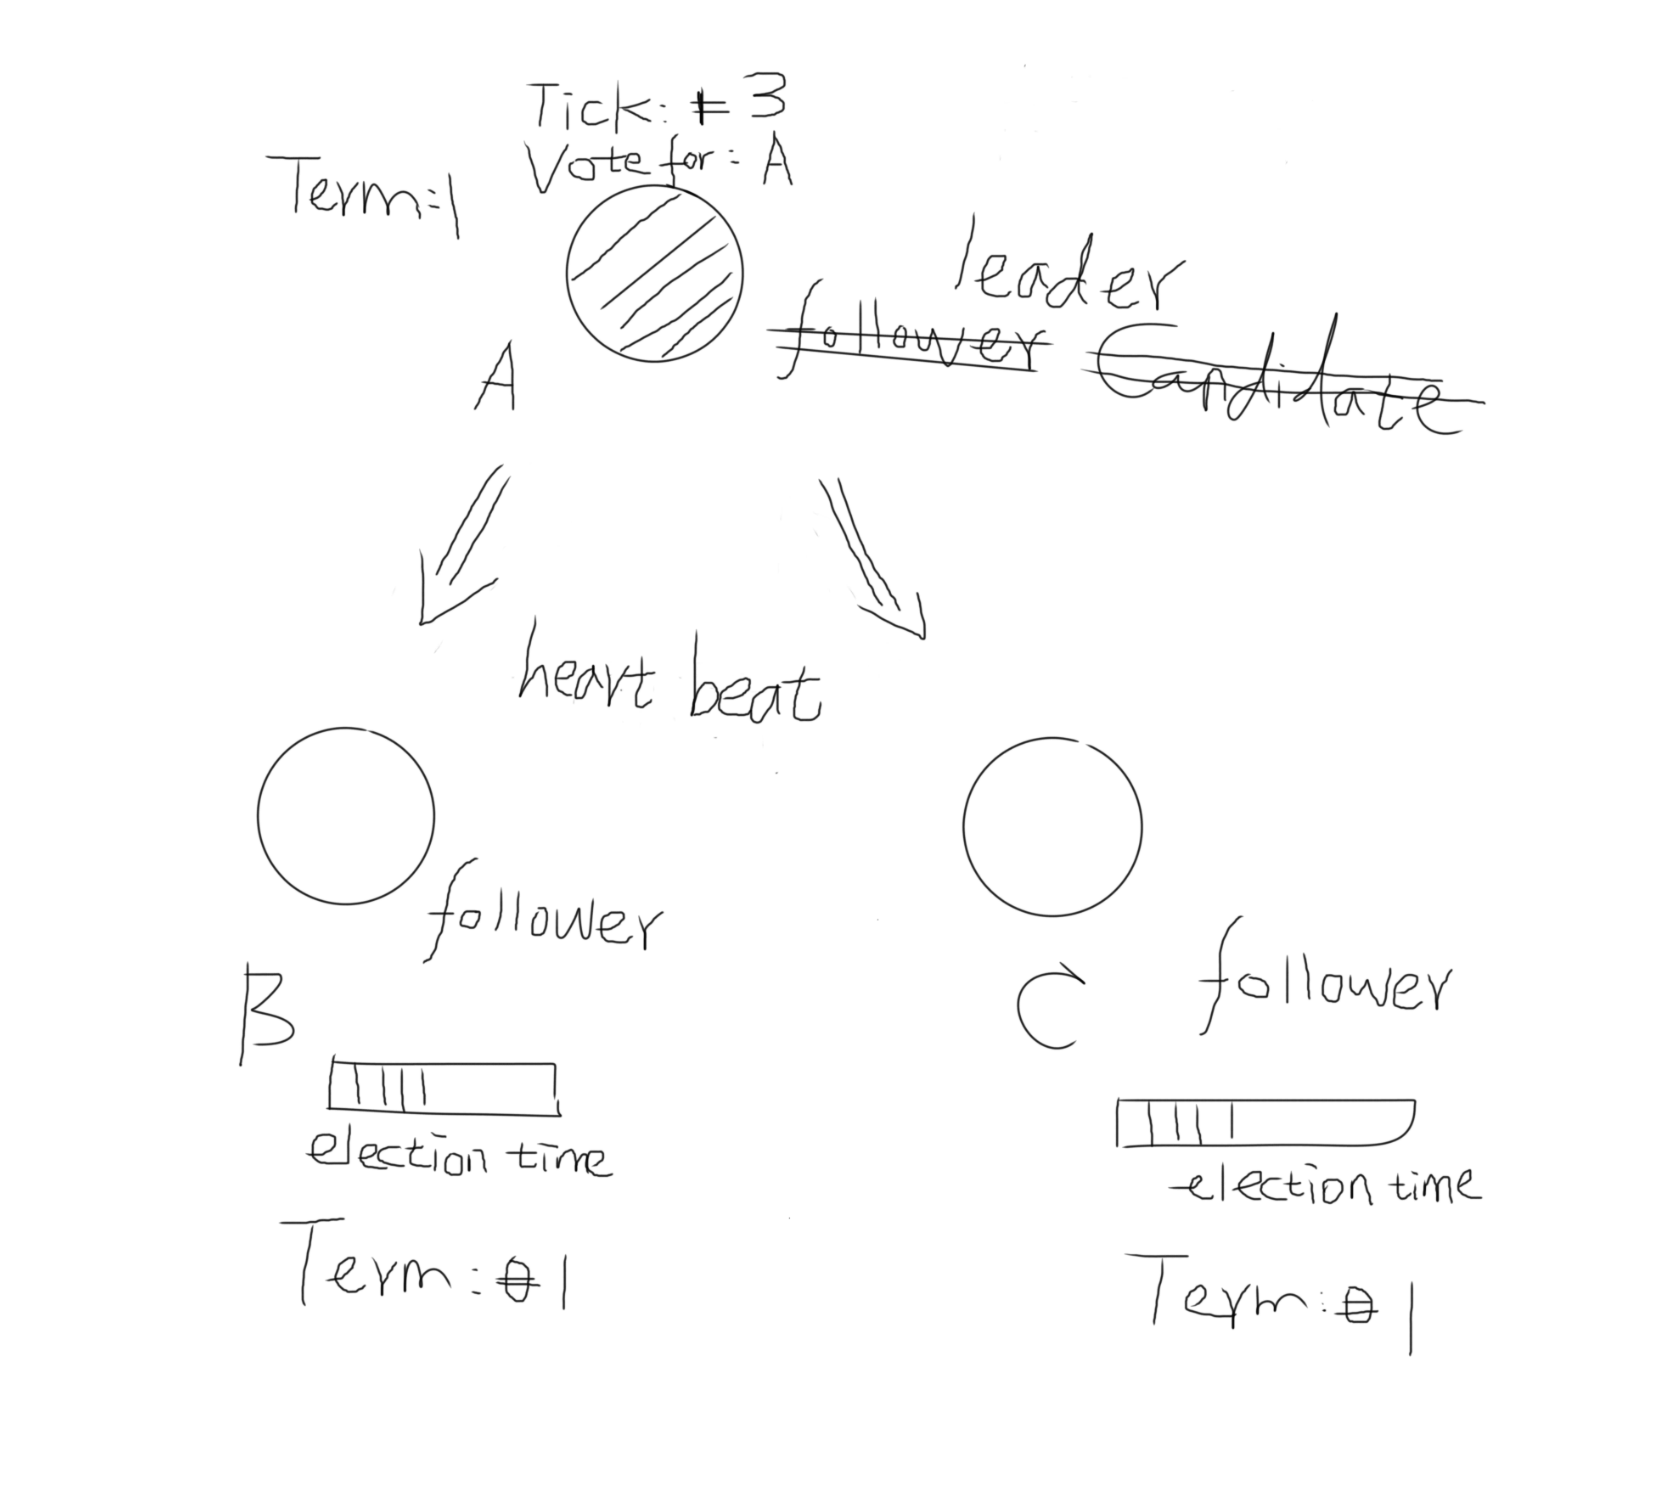 Tick: 1 3
Vote for: A
Term:1
leader
follower Candidate
A
heart beat
follower
B
C follower
election time
election time
Term: 0 1
Term: 0 1